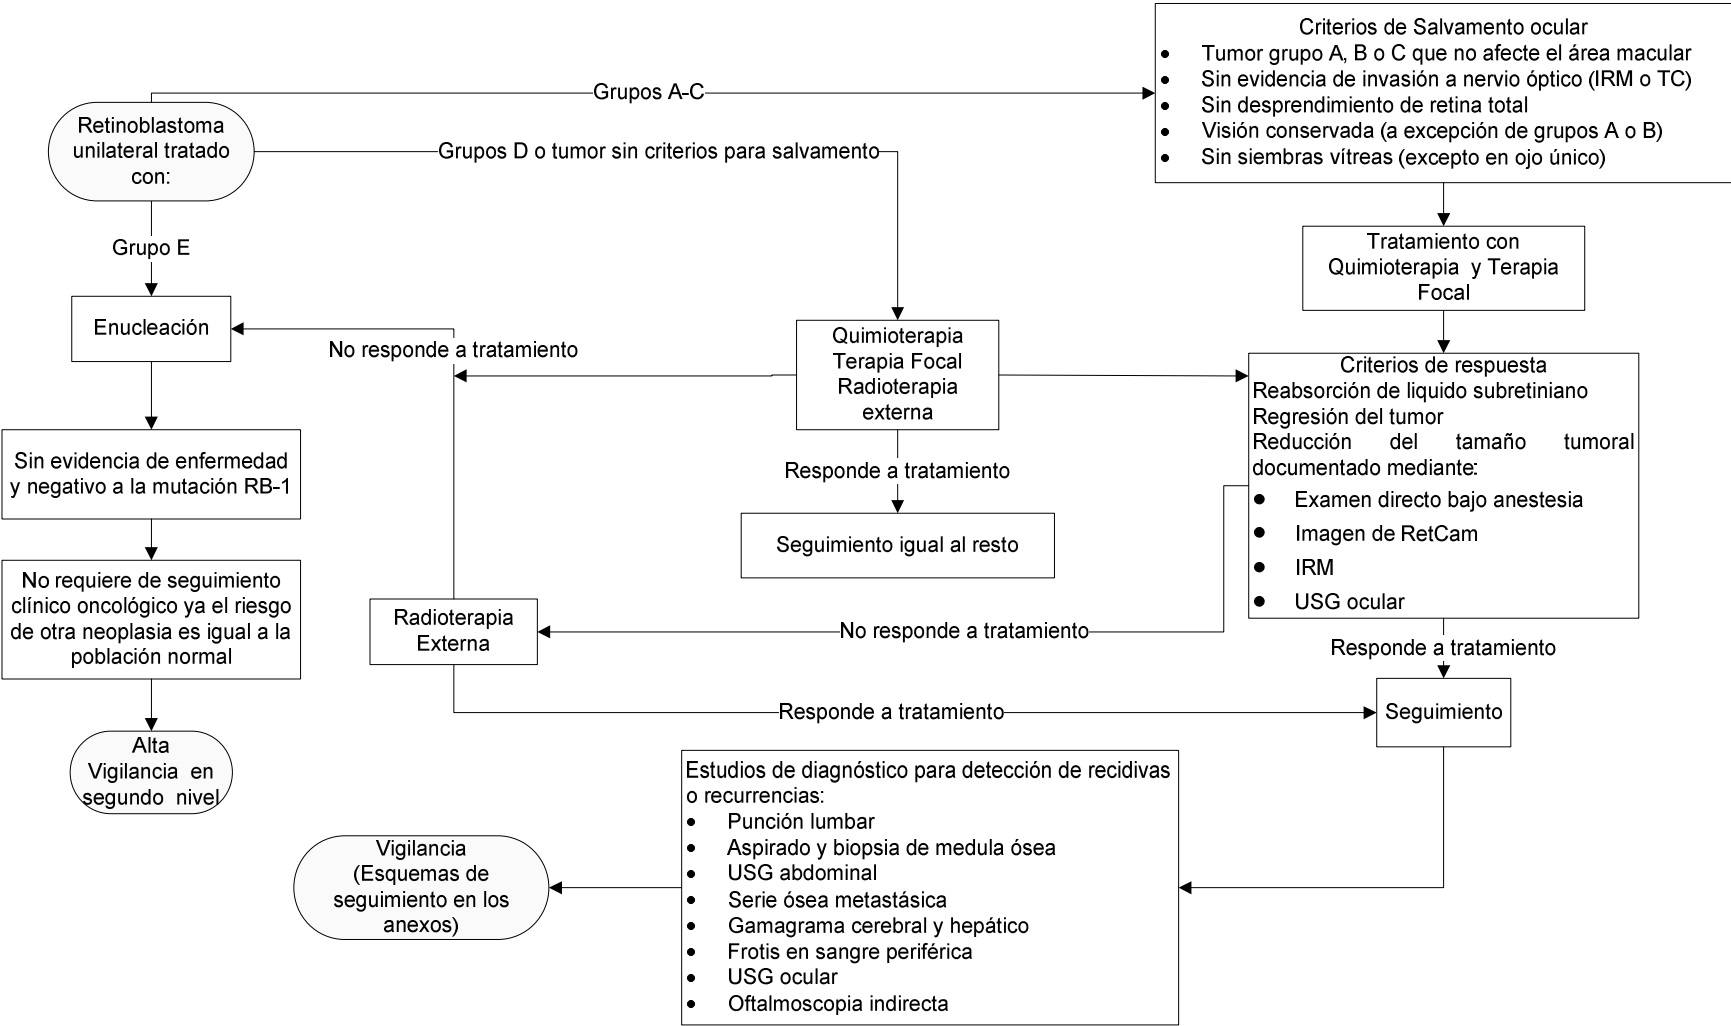 Criterios de Salvamento ocular
• Tumor grupo A, B o C que no afecte el área macular
• Sin evidencia de invasión a nervio óptico (IRM o TC)
• Sin desprendimiento de retina total
• Visión conservada (a excepción de grupos A o B)
• Sin siembras vítreas (excepto en ojo único)
Grupos A-C
Retinoblastoma
unilateral tratado
con:
Grupos D o tumor sin criterios para salvamento
Grupo E
Tratamiento con
Quimioterapia y Terapia
Focal
Enucleación
No responde a tratamiento
Quimioterapia
Terapia Focal
Radioterapia
externa
Criterios de respuesta
Reabsorción de liquido subretiniano
Regresión del tumor
Reducción del tamaño tumoral
documentado mediante:
• Examen directo bajo anestesia
• Imagen de RetCam
• IRM
• USG ocular
Sin evidencia de enfermedad
y negativo a la mutación RB-1
Responde a tratamiento
Seguimiento igual al resto
No requiere de seguimiento
clínico oncológico ya el riesgo
de otra neoplasia es igual a la
población normal
Radioterapia
Externa
No responde a tratamiento
Responde a tratamiento
Responde a tratamiento
Seguimiento
Alta
Vigilancia en
segundo nivel
Estudios de diagnóstico para detección de recidivas
o recurrencias:
• Punción lumbar
• Aspirado y biopsia de medula ósea
• USG abdominal
• Serie ósea metastásica
• Gamagrama cerebral y hepático
• Frotis en sangre periférica
• USG ocular
• Oftalmoscopia indirecta
Vigilancia
(Esquemas de
seguimiento en los
anexos)